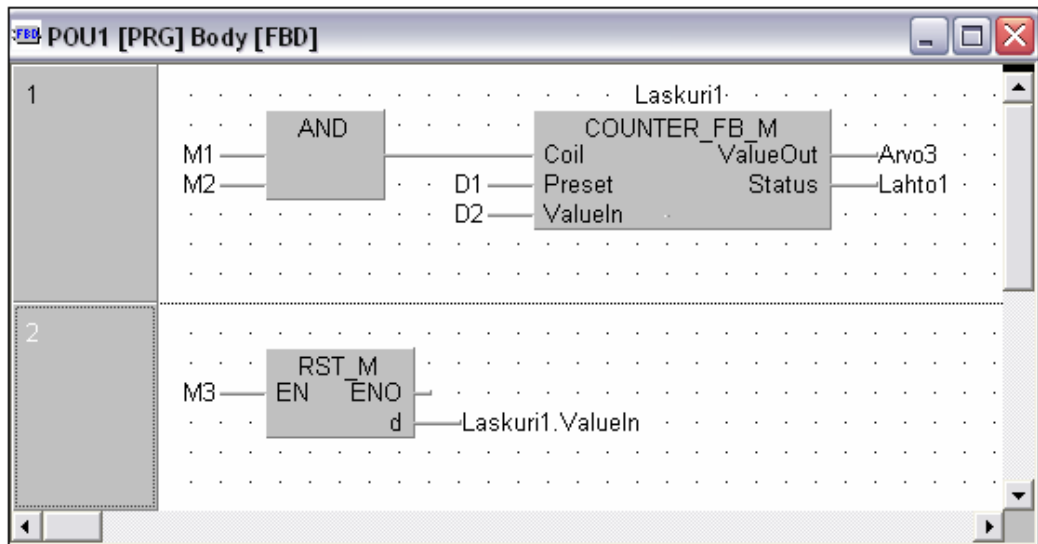 FBD POU1 [PRG] Body [FBD]
1
Laskuri1
AND
COUNTER_FB_M
M1
Coil ValueOut Arvo3
M2
D1 Preset Status Lahto1
D2 ValueIn
2
RST_M
M3 EN ENO
d Laskuri1.ValueIn